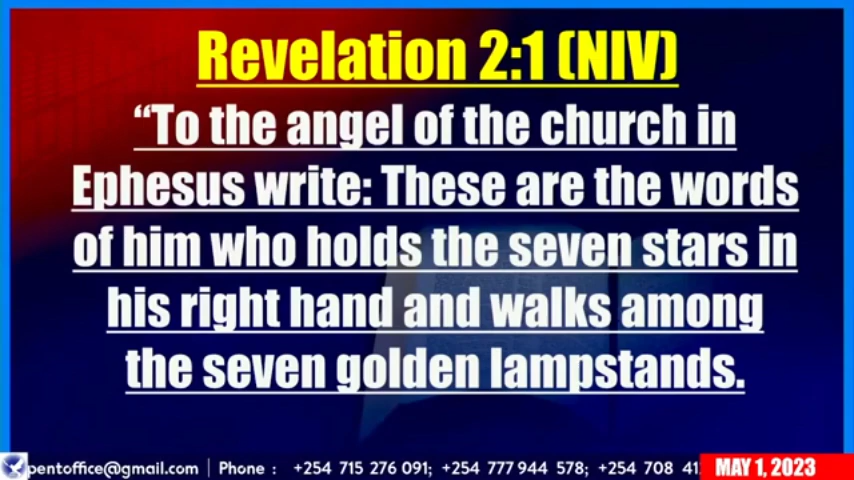 Revelation 2:1 (NIV)
“To the angel of the church in
Ephesus write: These are the words
of him who holds the seven stars in
his right hand and walks among
the seven golden lampstands.
pentoffice@gmail.com | Phone : +254 715 276 091; +254 777 944 578; +254 708 41
MAY 1, 2023